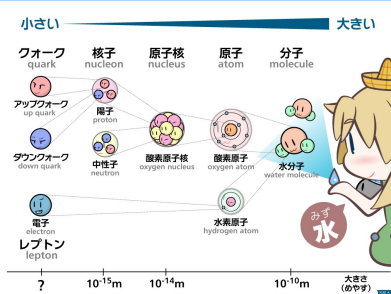 小さい 大きい
クォーク 核子 原子核 原子 分子
quark nucleon nucleus atom molecule
アップクォーク
up quark
陽子
proton
ダウンクォーク 中性子 酸素原子核 酸素原子 水分子
down quark neutron oxygen nucleus oxygen atom water molecule
みず
水
電子 水素原子
electron hydrogen atom
レプトン
lepton
? 10⁻¹⁵m 10⁻¹⁴m 10⁻¹⁰m 大きさ
(めやす)